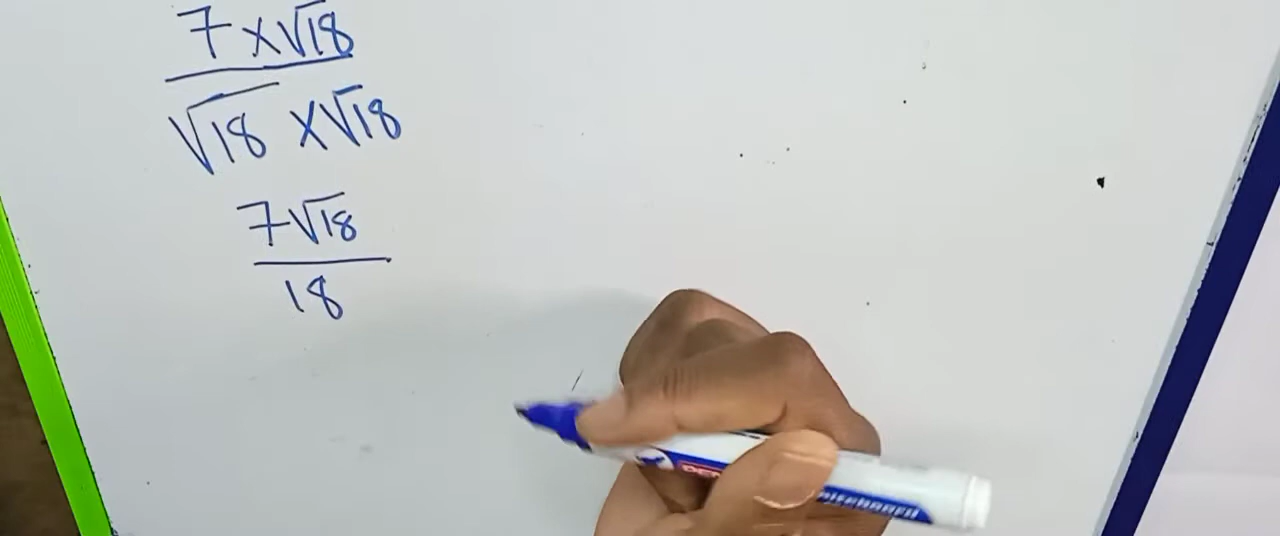 7 x √18
√18 x √18
7√18
18